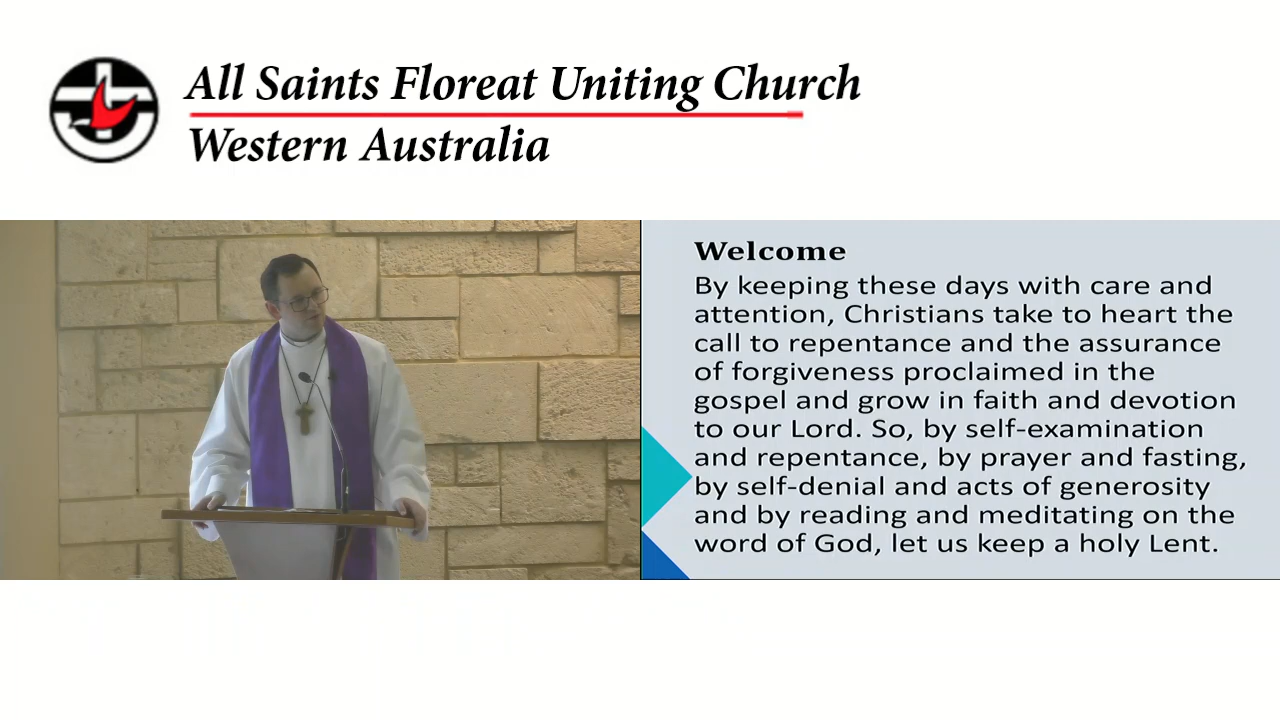 All Saints Floreat Uniting Church
Western Australia
Welcome
By keeping these days with care and
attention, Christians take to heart the
call to repentance and the assurance
of forgiveness proclaimed in the
gospel and grow in faith and devotion
to our Lord. So, by self-examination
and repentance, by prayer and fasting,
by self-denial and acts of generosity
and by reading and meditating on the
word of God, let us keep a holy Lent.